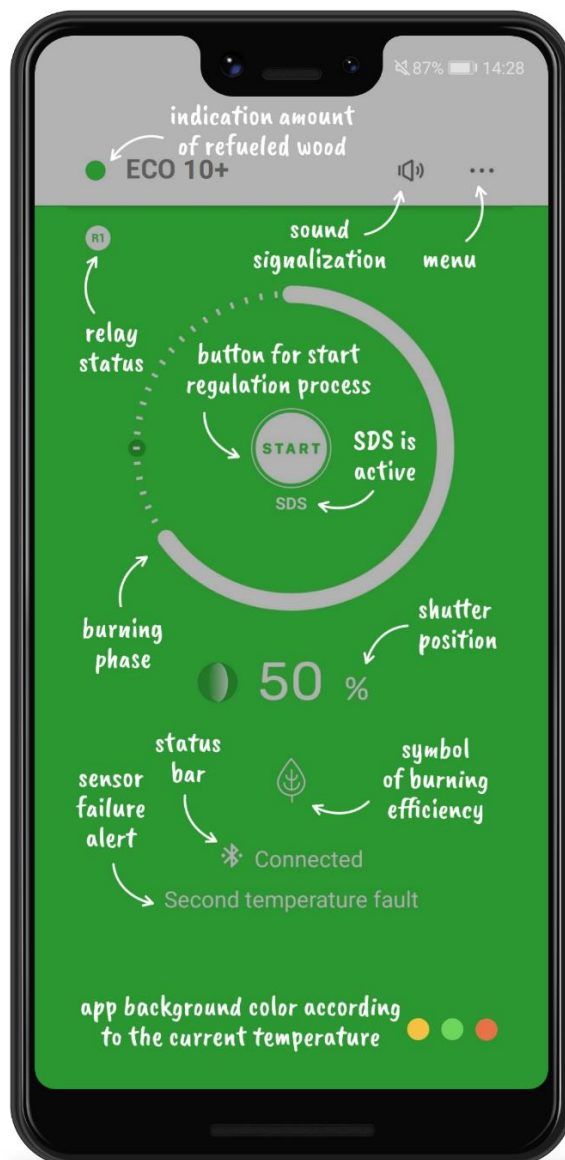 87% 14:28
indication amount
of refueled wood
ECO 10+
R1
sound
signalization
menu
relay
status
button for start
regulation process
START
SDS is
active
SDS
burning
phase
shutter
position
50 %
status
bar
symbol
of burning
efficiency
sensor
failure
alert
Connected
Second temperature fault
app background color according
to the current temperature